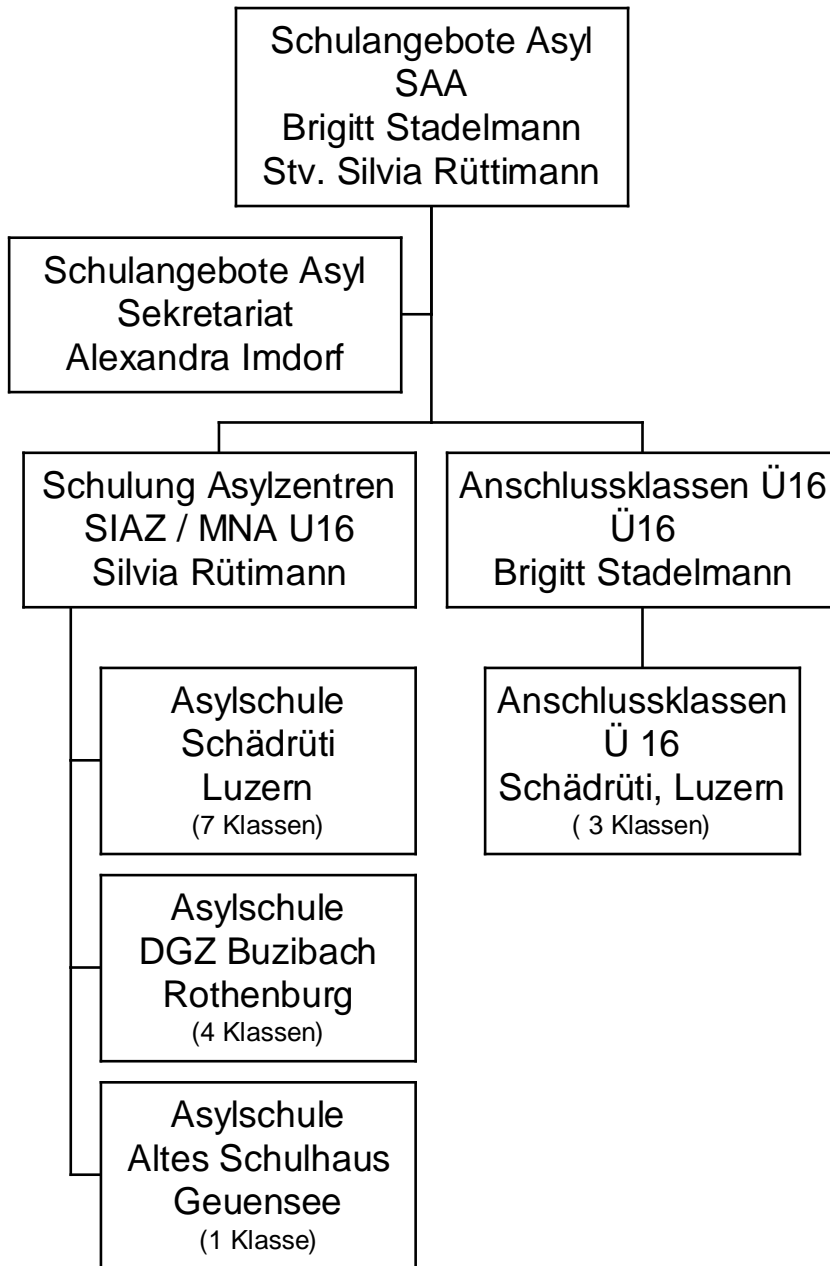 Schulangebote Asyl
SAA
Brigitt Stadelmann
Stv. Silvia Rüttimann
Schulangebote Asyl
Sekretariat
Alexandra Imdorf
Schulung Asylzentren
SIAZ / MNA U16
Silvia Rütimann
Anschlussklassen Ü16
Ü16
Brigitt Stadelmann
Asylschule
Schädrüti
Luzern
(7 Klassen)
Anschlussklassen
Ü 16
Schädrüti, Luzern
( 3 Klassen)
Asylschule
DGZ Buzibach
Rothenburg
(4 Klassen)
Asylschule
Altes Schulhaus
Geuensee
(1 Klasse)